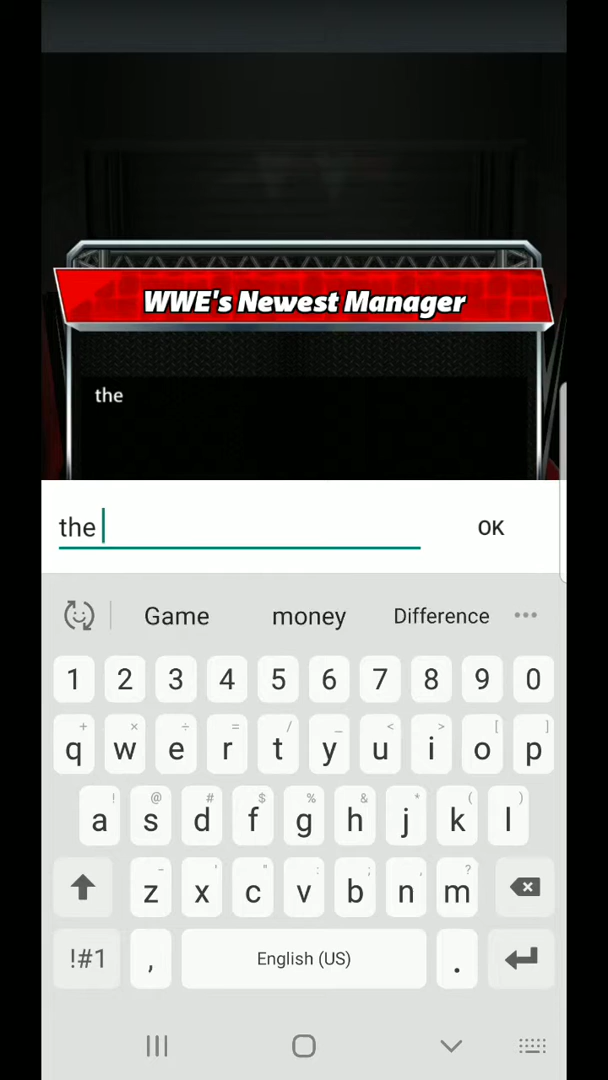 WWE's Newest Manager
the
the
OK
Game money Difference
1 2 3 4 5 6 7 8 9 0
+ × ÷ = / _ < > [ ]
q w e r t y u i o p
! @ # $ % & * ( )
a s d f g h j k l
- ' " : ; , ?
z x c v b n m
!#1 , English (US) .